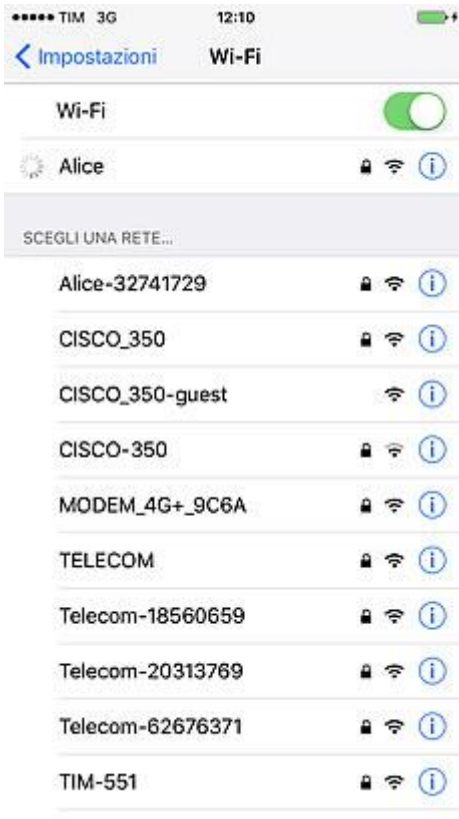 TIM 3G 12:10
Impostazioni Wi-Fi
Wi-Fi
Alice
SCEGLI UNA RETE...
Alice-32741729
CISCO_350
CISCO_350-guest
CISCO-350
MODEM_4G+_9C6A
TELECOM
Telecom-18560659
Telecom-20313769
Telecom-62676371
TIM-551